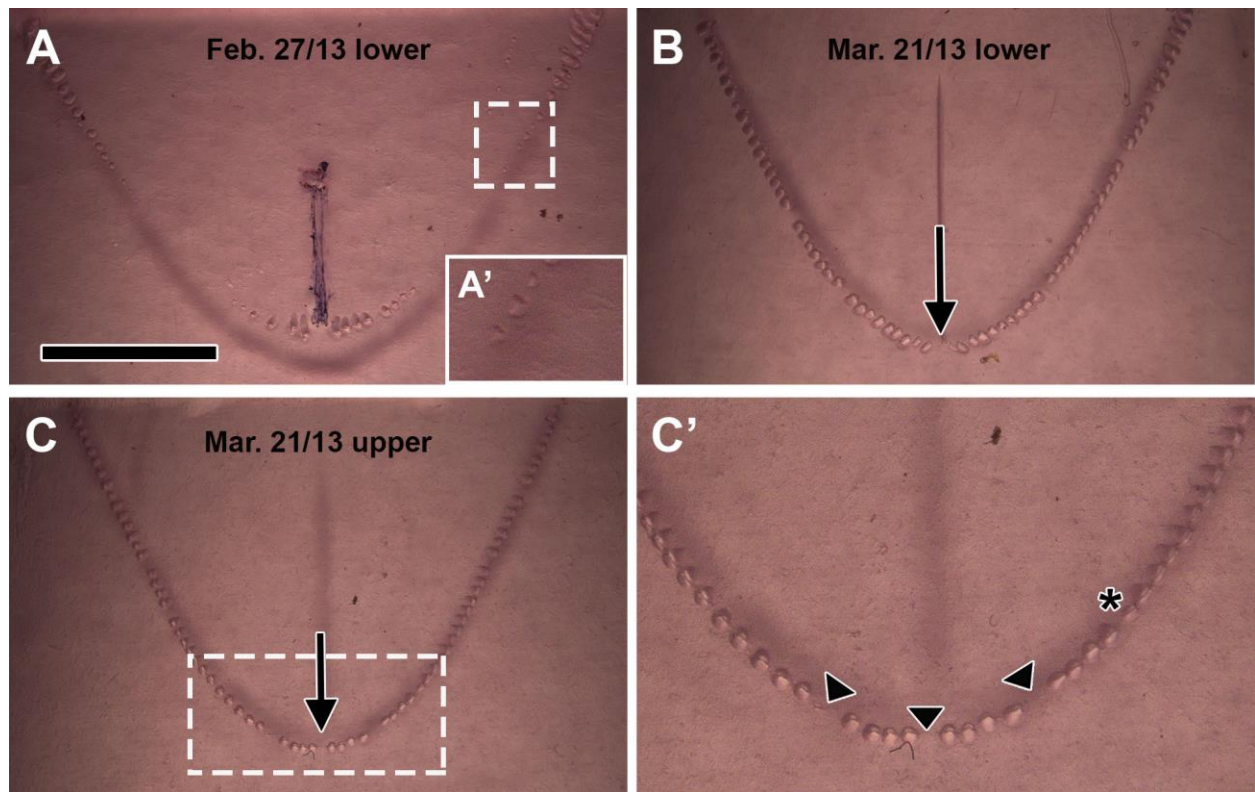 A
Feb. 27/13 lower
A’
B
Mar. 21/13 lower
C
Mar. 21/13 upper
C’
*